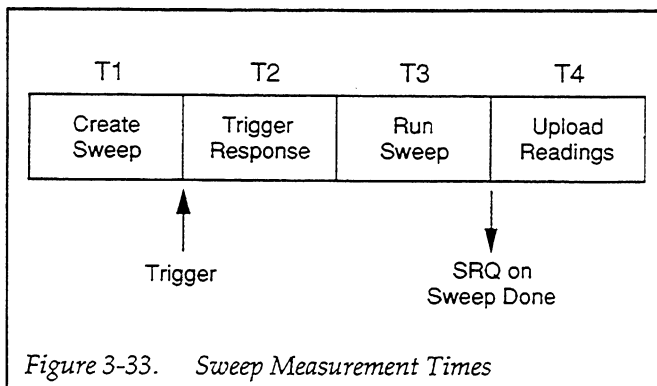 T1 T2 T3 T4
Create Trigger Run Upload
Sweep Response Sweep Readings
Trigger SRQ on
Sweep Done
Figure 3-33. Sweep Measurement Times